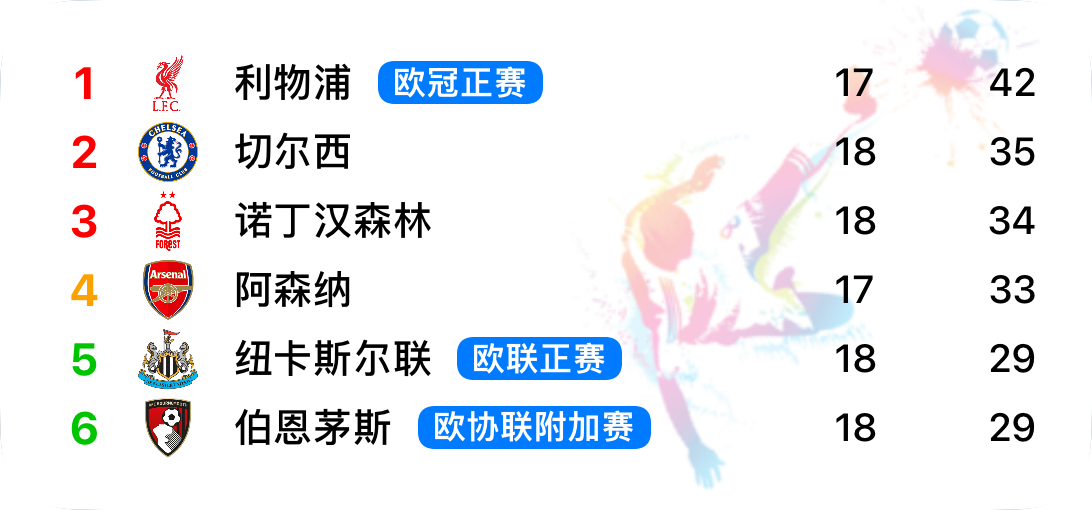 1 L.F.C. 利物浦 欧冠正赛 17 42
2 CHELSEA FOOTBALL CLUB 切尔西 18 35
3 FOREST 诺丁汉森林 18 34
4 Arsenal 阿森纳 17 33
5 纽卡斯尔联 欧联正赛 18 29
6 伯恩茅斯 欧协联附加赛 18 29